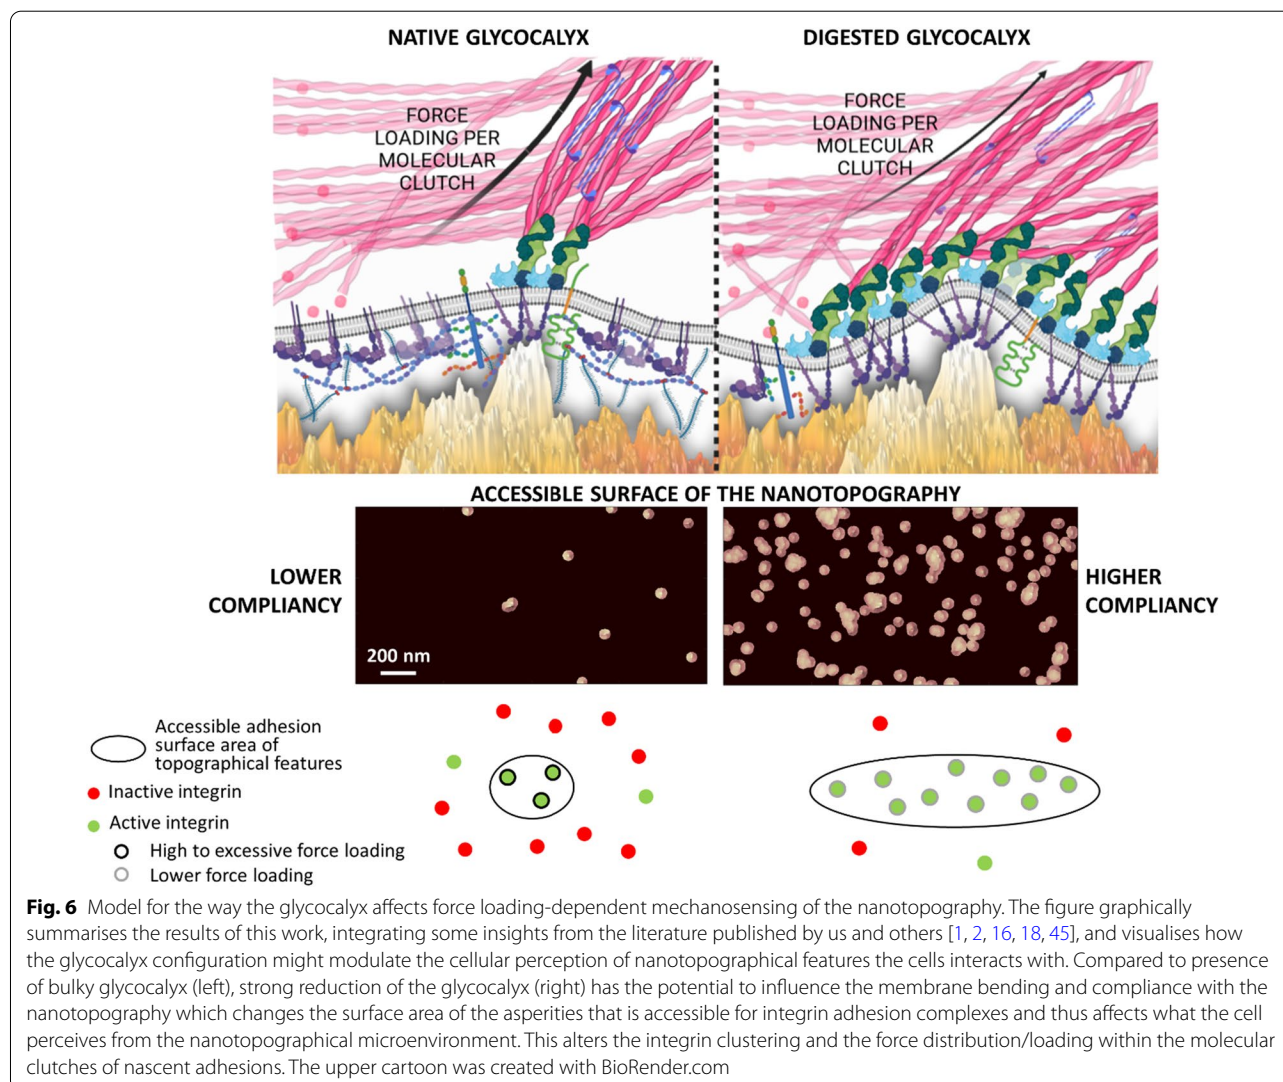 NATIVE GLYCOCALYX
DIGESTED GLYCOCALYX
FORCE
LOADING PER
MOLECULAR
CLUTCH
FORCE
LOADING PER
MOLECULAR
CLUTCH
ACCESSIBLE SURFACE OF THE NANOTOPOGRAPHY
LOWER
COMPLIANCY
200 nm
HIGHER
COMPLIANCY
Accessible adhesion
surface area of
topographical features
Inactive integrin
Active integrin
High to excessive force loading
Lower force loading
Fig. 6 Model for the way the glycocalyx affects force loading-dependent mechanosensing of the nanotopography. The figure graphically
summarises the results of this work, integrating some insights from the literature published by us and others [1, 2, 16, 18, 45], and visualises how
the glycocalyx configuration might modulate the cellular perception of nanotopographical features the cells interacts with. Compared to presence
of bulky glycocalyx (left), strong reduction of the glycocalyx (right) has the potential to influence the membrane bending and compliance with the
nanotopography which changes the surface area of the asperities that is accessible for integrin adhesion complexes and thus affects what the cell
perceives from the nanotopographical microenvironment. This alters the integrin clustering and the force distribution/loading within the molecular
clutches of nascent adhesions. The upper cartoon was created with BioRender.com